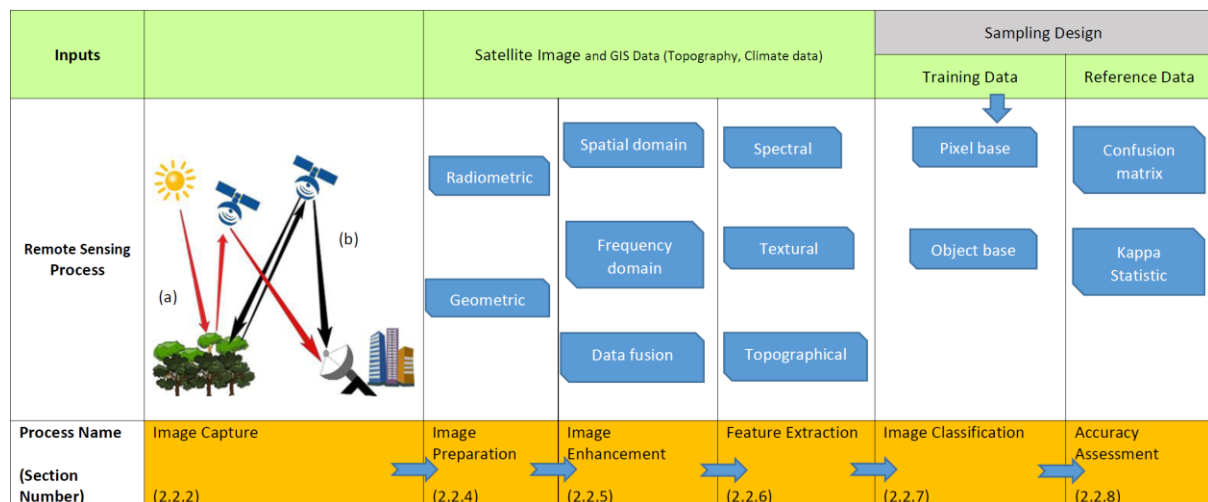 Inputs
Satellite Image and GIS Data (Topography, Climate data)
Sampling Design
Training Data
Reference Data
Remote Sensing
Process
(a)
(b)
Radiometric
Geometric
Spatial domain
Frequency
domain
Data fusion
Spectral
Textural
Topographical
Pixel base
Object base
Confusion
matrix
Kappa
Statistic
Process Name
(Section
Number)
Image Capture
(2.2.2)
Image
Preparation
(2.2.4)
Image
Enhancement
(2.2.5)
Feature Extraction
(2.2.6)
Image Classification
(2.2.7)
Accuracy
Assessment
(2.2.8)